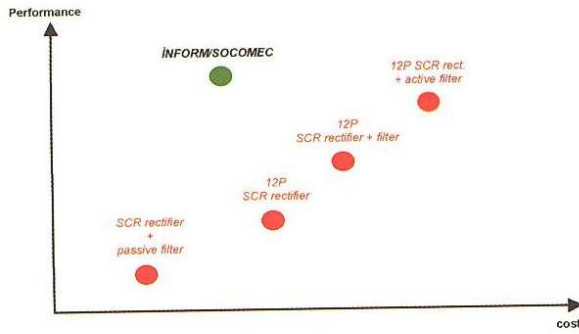 Performance
İNFORM/SOCOMEC
12P SCR rect.
+ active filter
12P
SCR rectifier + filter
12P
SCR rectifier
SCR rectifier
+
passive filter
cost